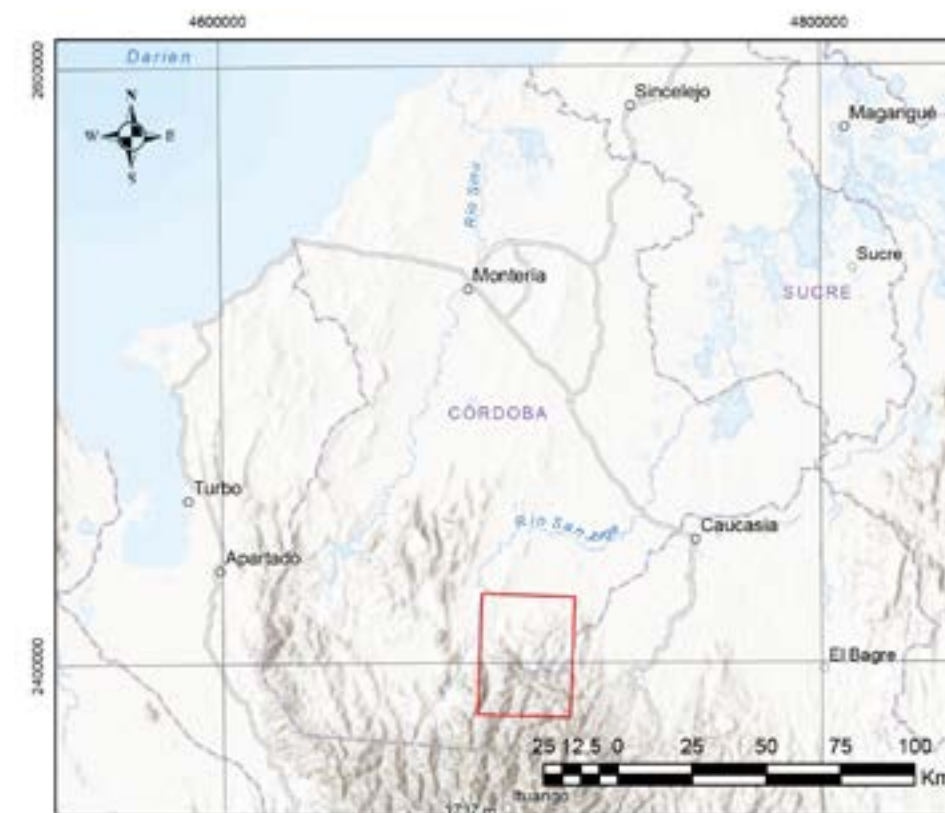 4600000
4800000
2600000
Darien
N
W
E
S
Sincelejo
Magangué
Río Sinú
Montería
Sucre
SUCRE
CÓRDOBA
Turbo
Río San
Caucasia
Apartado
2400000
El Bagre
25 12,5 0 25 50 75 100
Km
Ituango